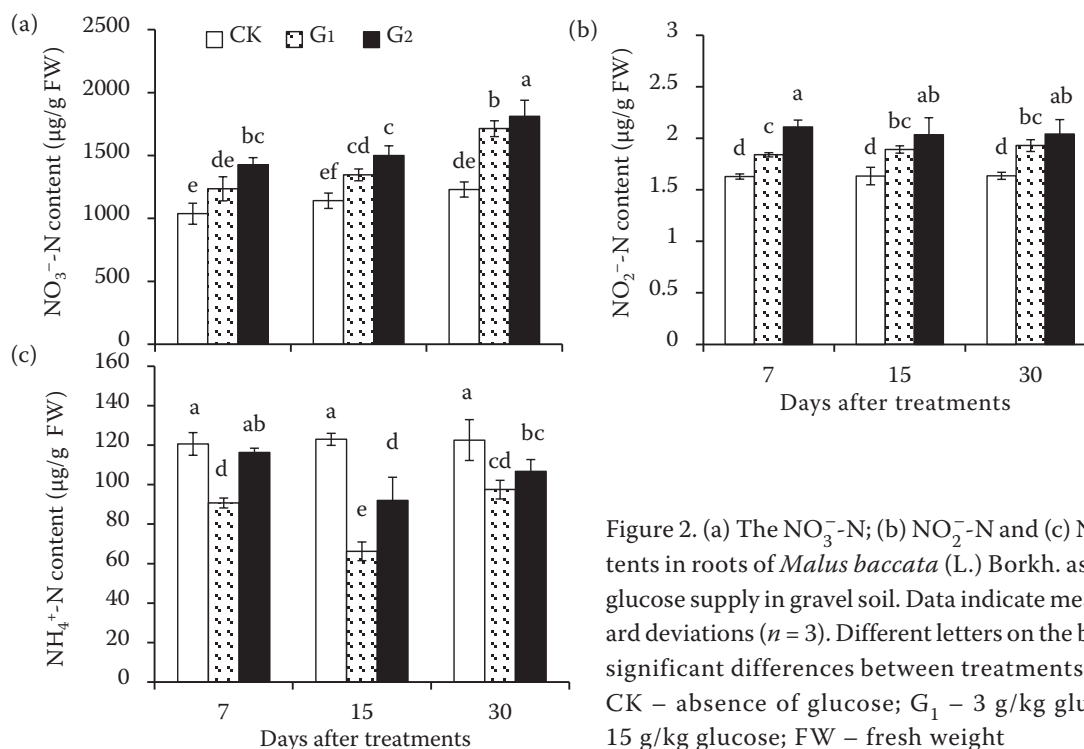 (a)
NO₃⁻-N content (µg/g FW)
2500
2000
1500
1000
500
0
CK G1 G2
e de bc
ef cd c
de b a
(b)
NO₂⁻-N content (µg/g FW)
3
2.5
2
1.5
1
0.5
0
d c a
d bc ab
d bc ab
7 15 30
Days after treatments
(c)
NH₄⁺-N content (µg/g FW)
160
140
120
100
80
60
40
20
0
a d ab
a e d
a cd bc
7 15 30
Days after treatments
Figure 2. (a) The NO₃⁻-N; (b) NO₂⁻-N and (c) N
tents in roots of Malus baccata (L.) Borkh. as
glucose supply in gravel soil. Data indicate me
ard deviations (n = 3). Different letters on the b
significant differences between treatments
CK – absence of glucose; G₁ – 3 g/kg glu
15 g/kg glucose; FW – fresh weight